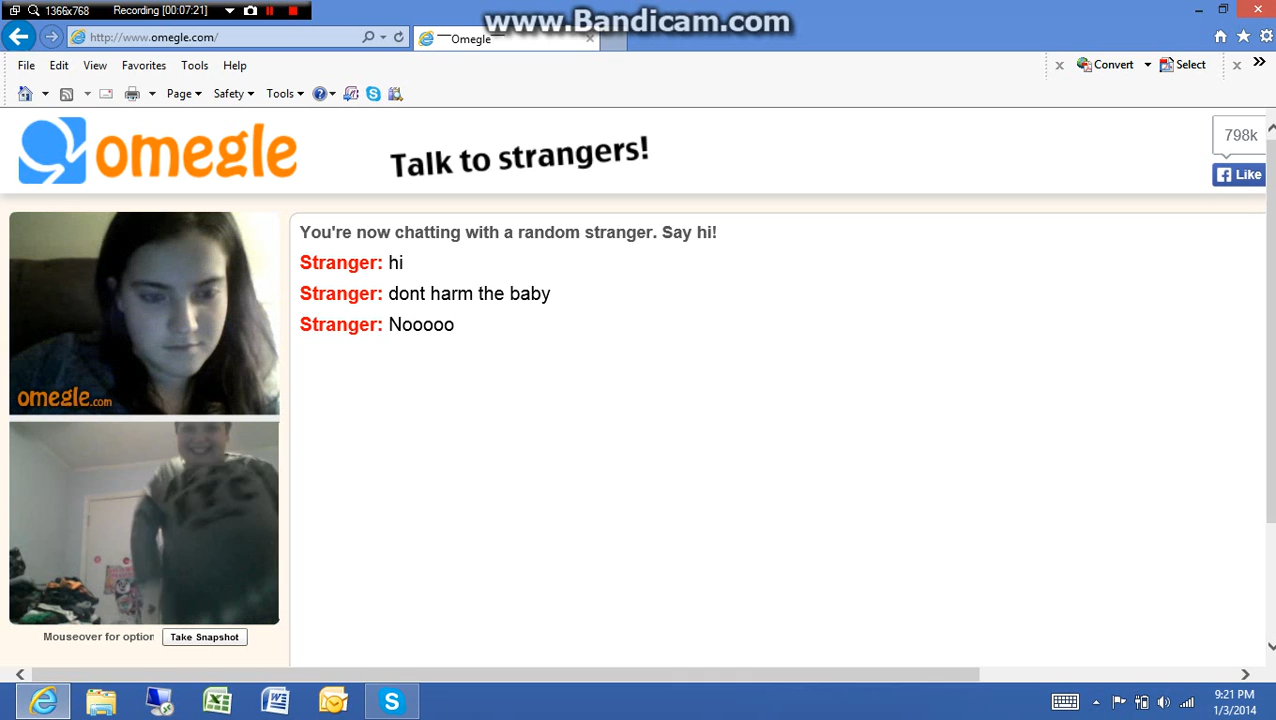 1366x768 Recording [00:07:21]
www.Bandicam.com
http://www.omegle.com/
Omegle
File Edit View Favorites Tools Help
Convert Select
Page Safety Tools
omegle Talk to strangers!
798k
Like
You're now chatting with a random stranger. Say hi!
Stranger: hi
Stranger: dont harm the baby
Stranger: Nooooo
omegle.com
Mouseover for option Take Snapshot
9:21 PM
1/3/2014